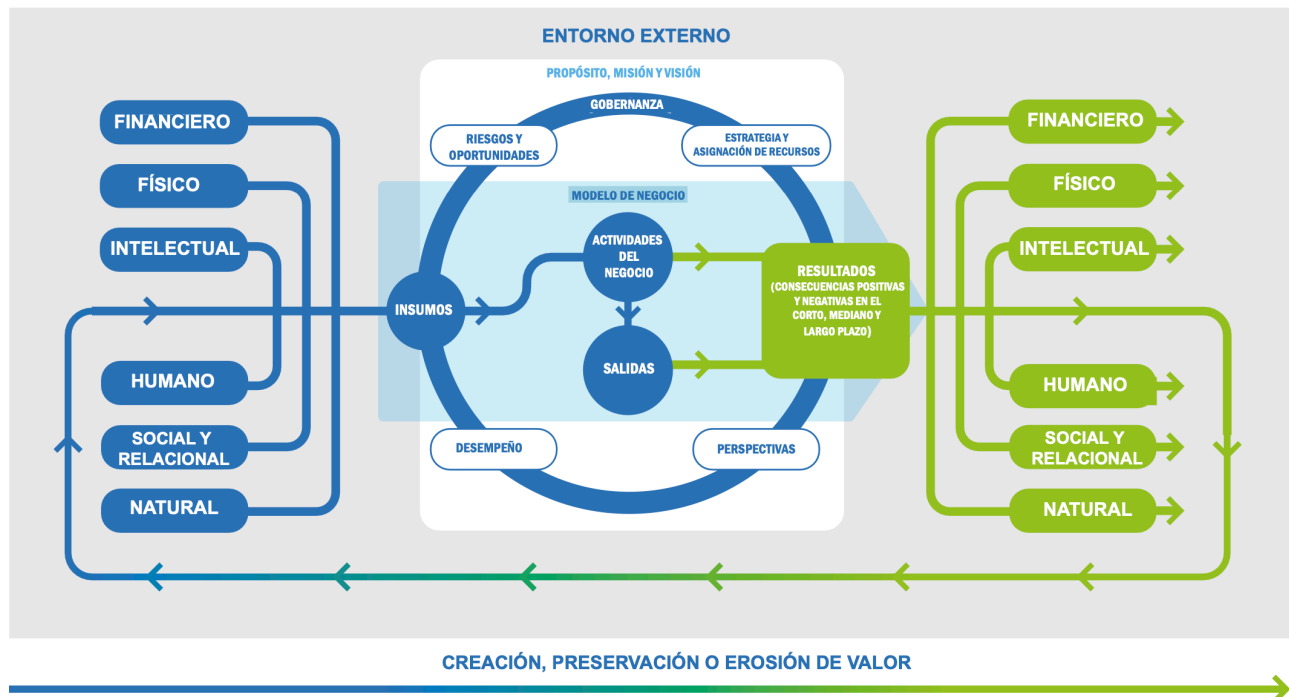 ENTORNO EXTERNO
PROPÓSITO, MISIÓN Y VISIÓN
GOBERNANZA
RIESGOS Y
OPORTUNIDADES
ESTRATEGIA Y
ASIGNACIÓN DE RECURSOS
FINANCIERO
FÍSICO
INTELECTUAL
HUMANO
SOCIAL Y
RELACIONAL
NATURAL
MODELO DE NEGOCIO
INSUMOS
ACTIVIDADES
DEL
NEGOCIO
SALIDAS
RESULTADOS
(CONSECUENCIAS POSITIVAS
Y NEGATIVAS EN EL
CORTO, MEDIANO Y
LARGO PLAZO)
DESEMPEÑO
PERSPECTIVAS
FINANCIERO
FÍSICO
INTELECTUAL
HUMANO
SOCIAL Y
RELACIONAL
NATURAL
CREACIÓN, PRESERVACIÓN O EROSIÓN DE VALOR